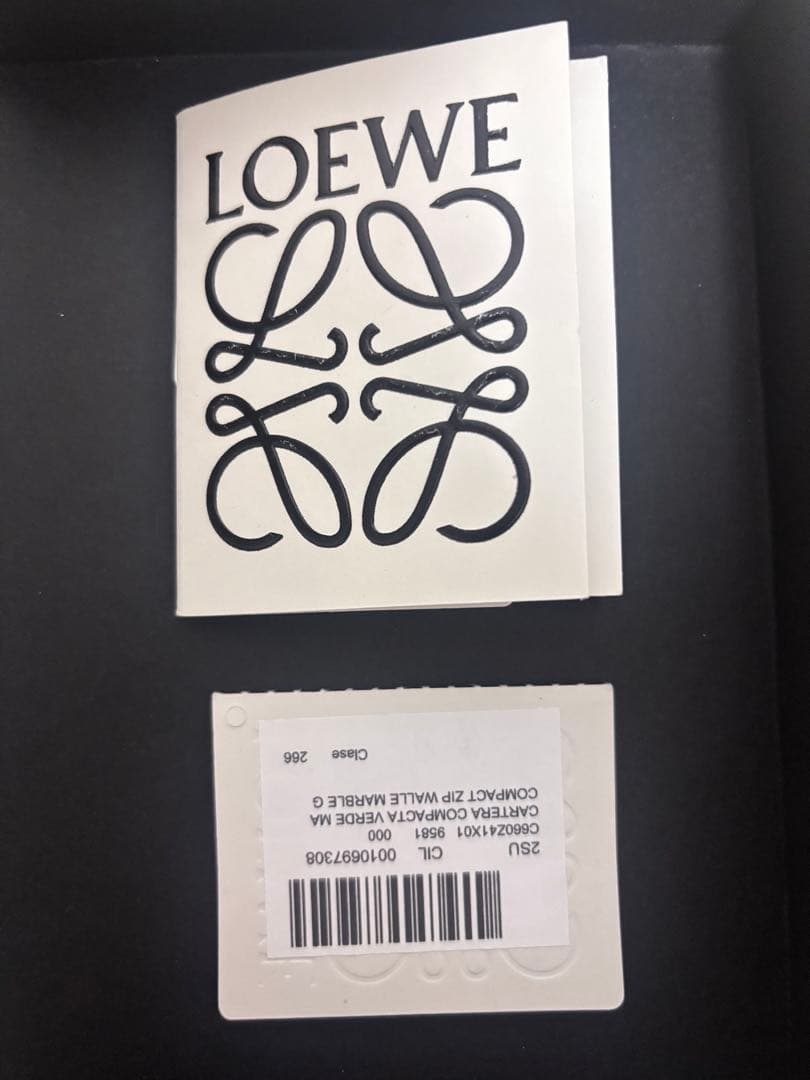 LOEWE
2SU CIL 0010697308
C660Z41X01 9581 000
CARTERA COMPACTA VERDE MA
COMPACT ZIP WALLE MARBLE G
Clase 266